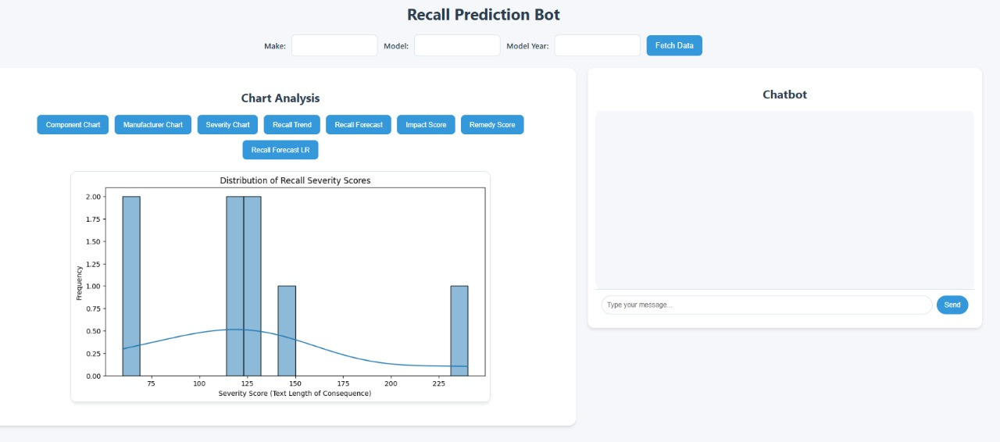 Recall Prediction Bot
Make: Model: Model Year: Fetch Data
Chart Analysis
Component Chart Manufacturer Chart Severity Chart Recall Trend Recall Forecast Impact Score Remedy Score
Recall Forecast LR
Distribution of Recall Severity Scores
2.00
1.75
1.50
1.25
1.00
0.75
0.50
0.25
0.00
Frequency
75 100 125 150 175 200 225
Severity Score (Text Length of Consequence)
Chatbot
Type your message...
Send